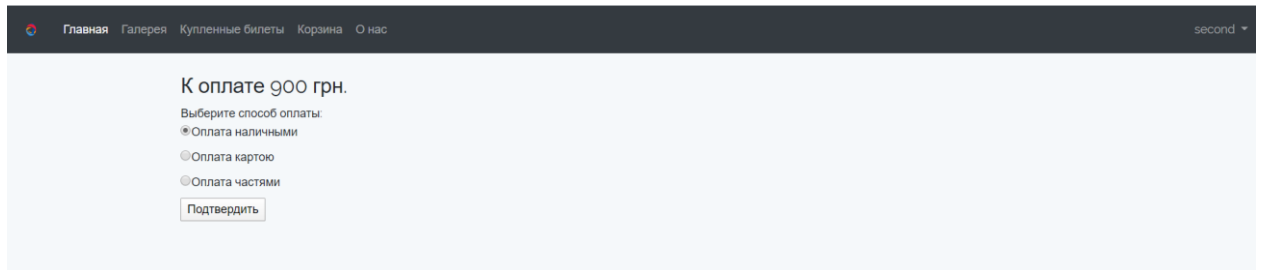 Главная Галерея Купленные билеты Корзина О нас second
К оплате 900 грн.
Выберите способ оплаты:
Оплата наличными
Оплата картою
Оплата частями
Подтвердить